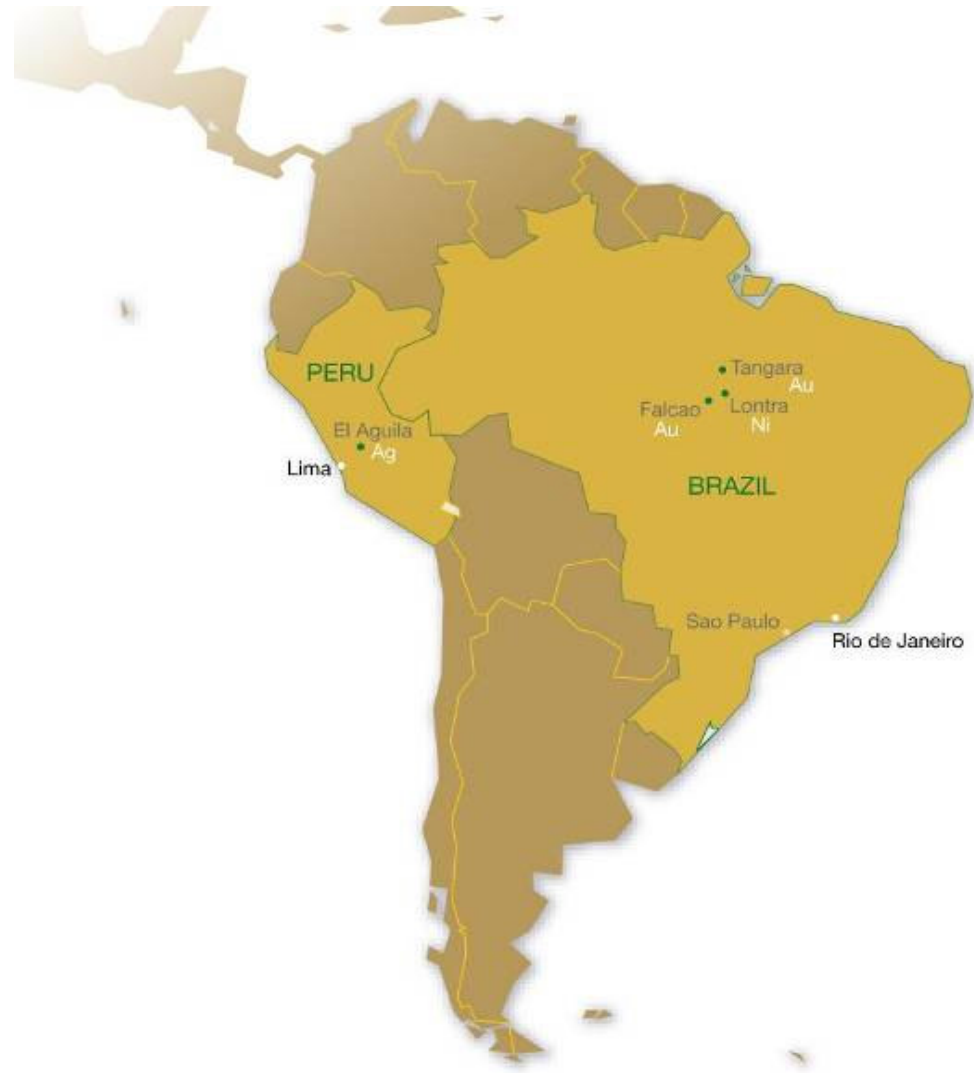 PERU
Tangara
Au
Falcao
Lontra
Au
Ni
El Aguila
Ag
Lima
BRAZIL
Sao Paulo
Rio de Janeiro